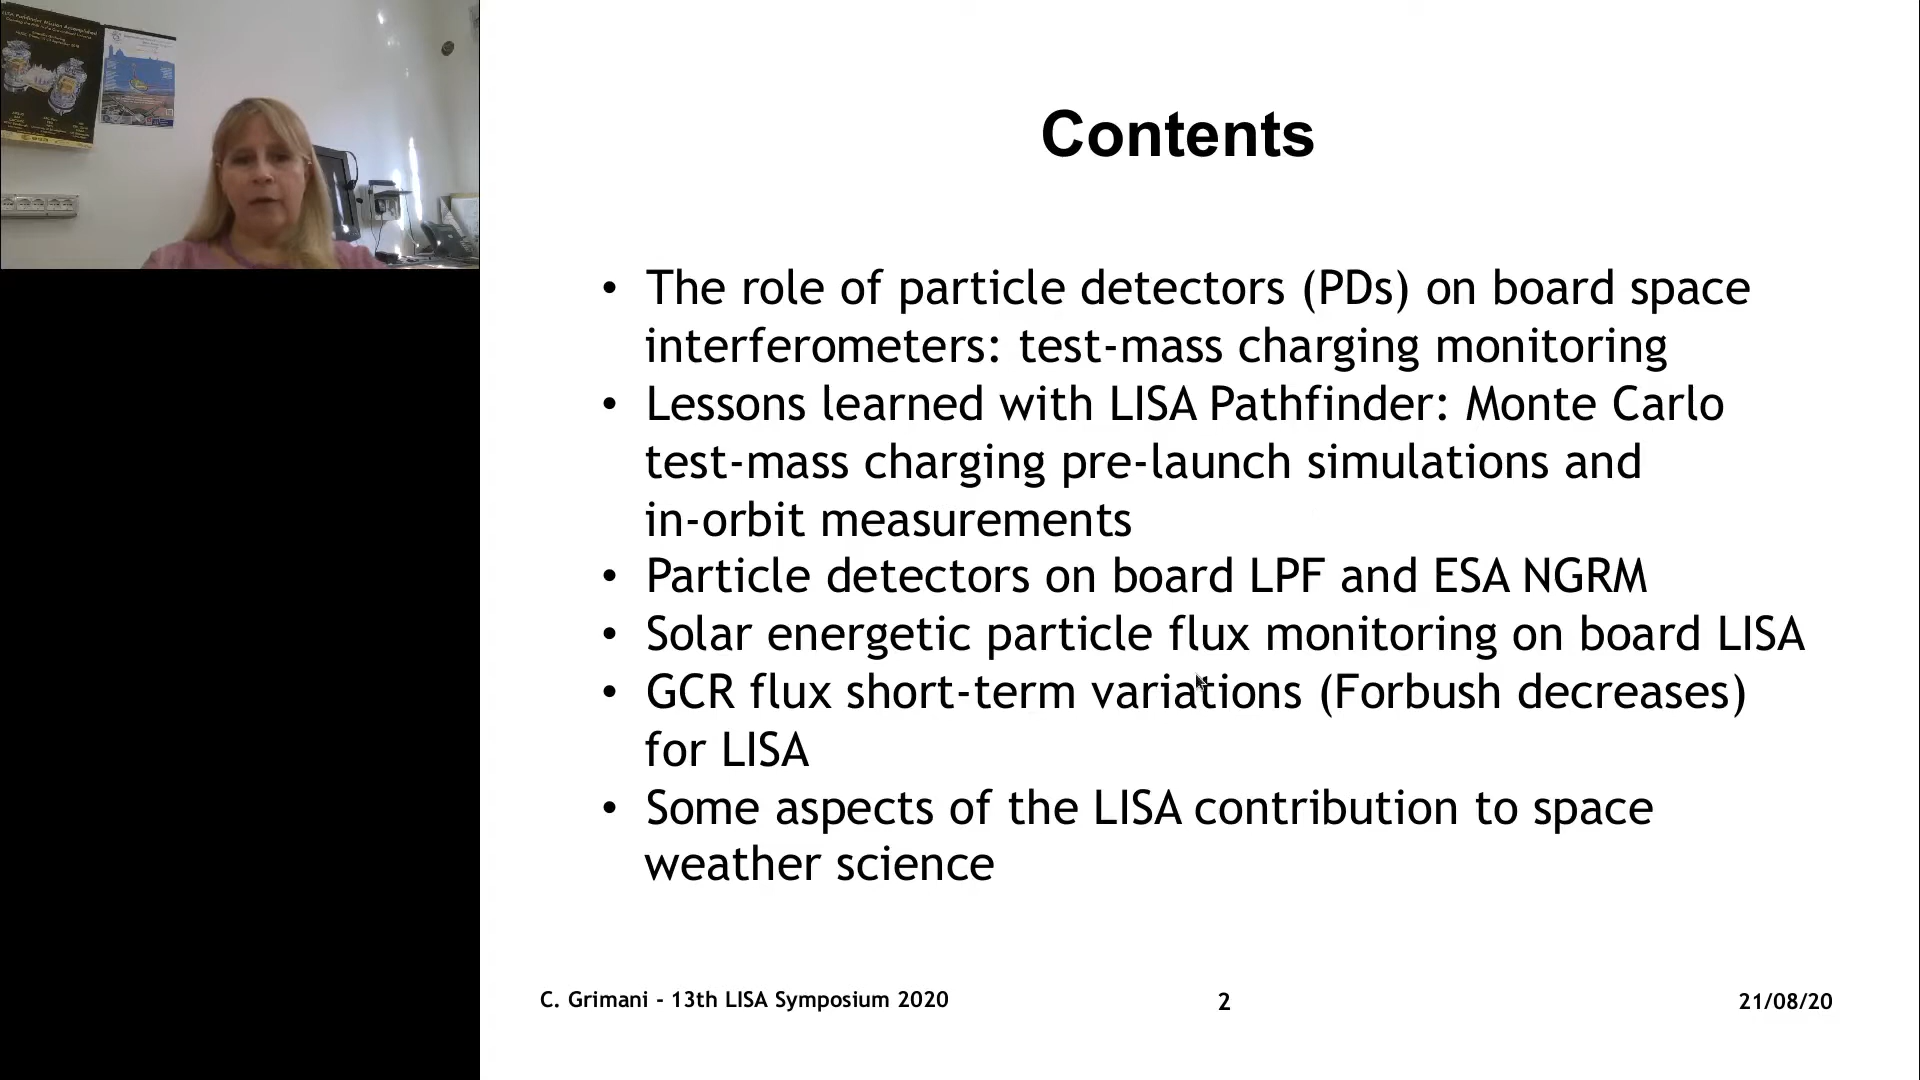 Contents
• The role of particle detectors (PDs) on board space
interferometers: test-mass charging monitoring
• Lessons learned with LISA Pathfinder: Monte Carlo
test-mass charging pre-launch simulations and
in-orbit measurements
• Particle detectors on board LPF and ESA NGRM
• Solar energetic particle flux monitoring on board LISA
• GCR flux short-term variations (Forbush decreases)
for LISA
• Some aspects of the LISA contribution to space
weather science
C. Grimani - 13th LISA Symposium 2020
2
21/08/20